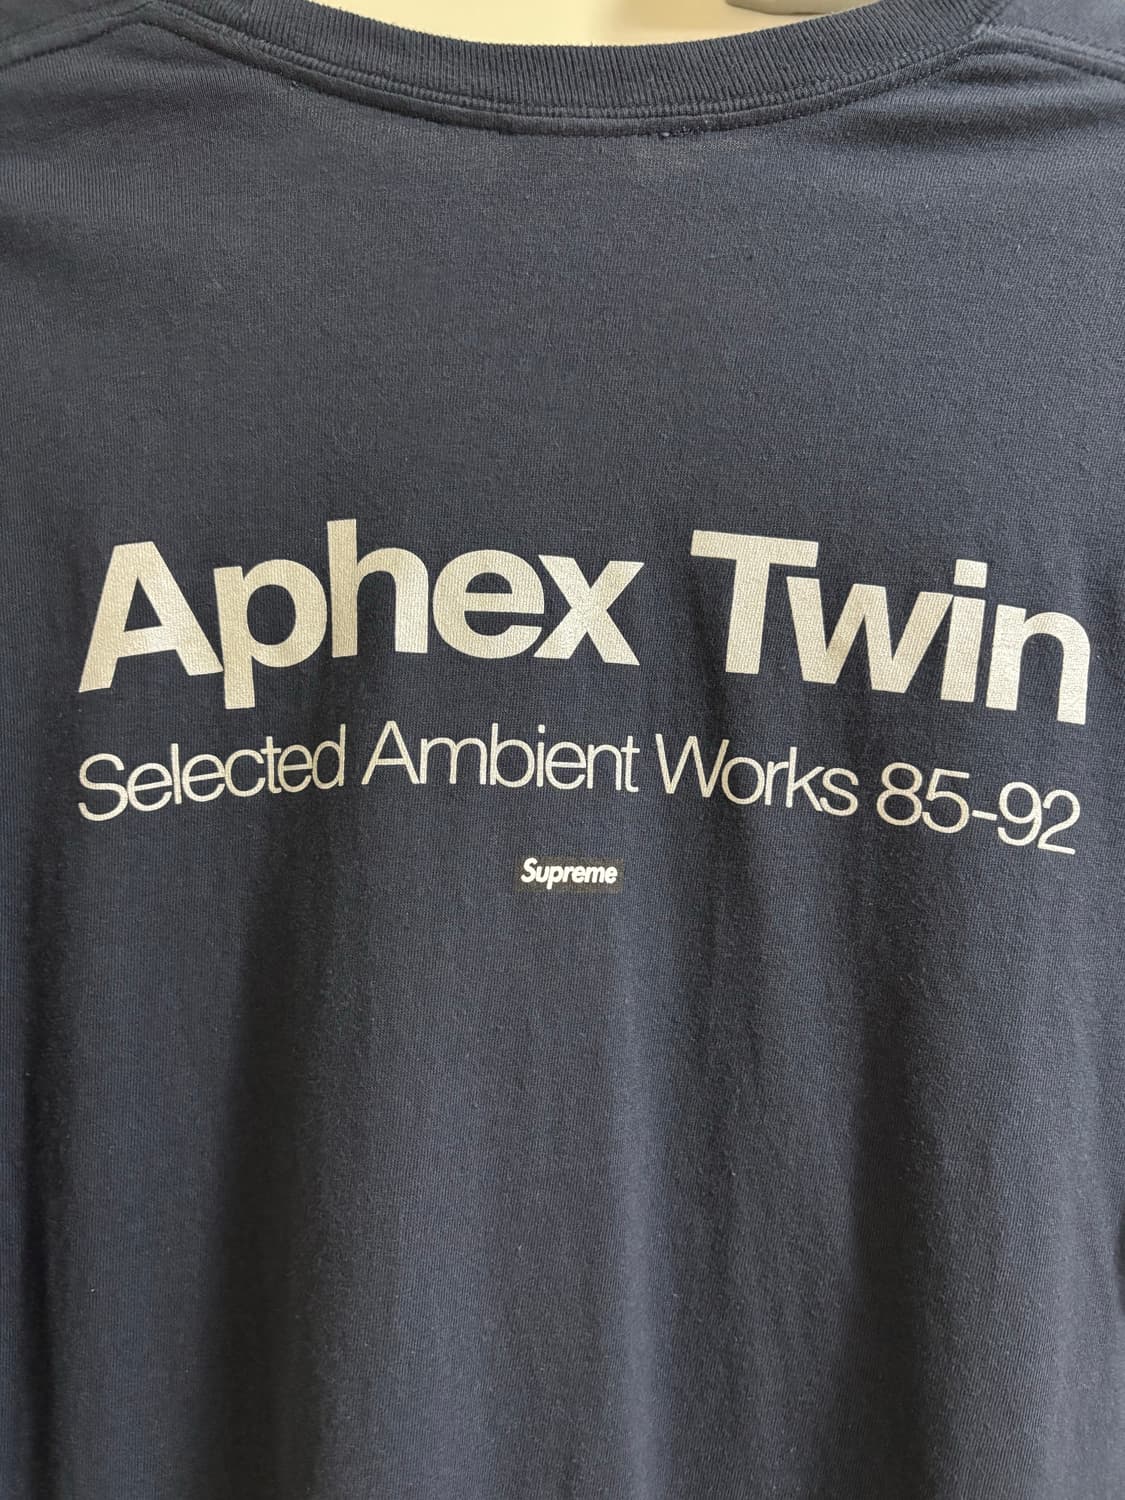 Aphex Twin
Selected Ambient Works 85-92
Supreme